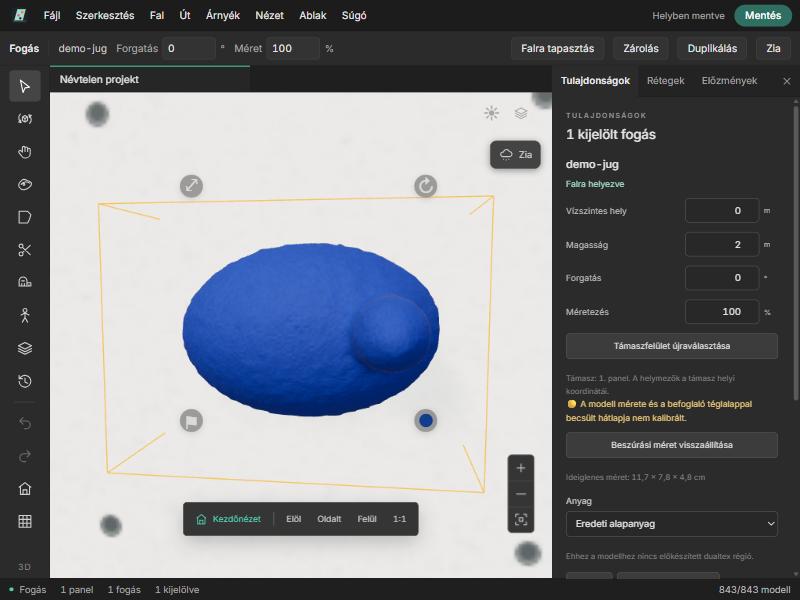 Fájl Szerkesztés Fal Út Árnyék Nézet Ablak Súgó Helyben mentve Mentés
Fogás demo-jug Forgatás 0 ° Méret 100 % Falra tapasztás Zárolás Duplikálás Zia
Névtelen projekt
Tulajdonságok Rétegek Előzmények ×
TULAJDONSÁGOK
1 kijelölt fogás
demo-jug
Falra helyezve
Vízszintes hely 0 m
Magasság 2 m
Forgatás 0 °
Méretezés 100 %
Támaszfelület újraválasztása
Támasz: 1. panel. A helymezők a támasz helyi
koordinátái.
A modell mérete és a befoglaló téglalappal
becsült hátlapja nem kalibrált.
Beszúrási méret visszaállítása
Ideiglenes méret: 11,7 × 7,8 × 4,8 cm
Anyag
Eredeti alapanyag
Ehhez a modellhez nincs előkészített dualtex régió.
Zia
+
−
Kezdőnézet Elöl Oldalt Felül 1:1
3D
Fogás 1 panel 1 fogás 1 kijelölve 843/843 modell